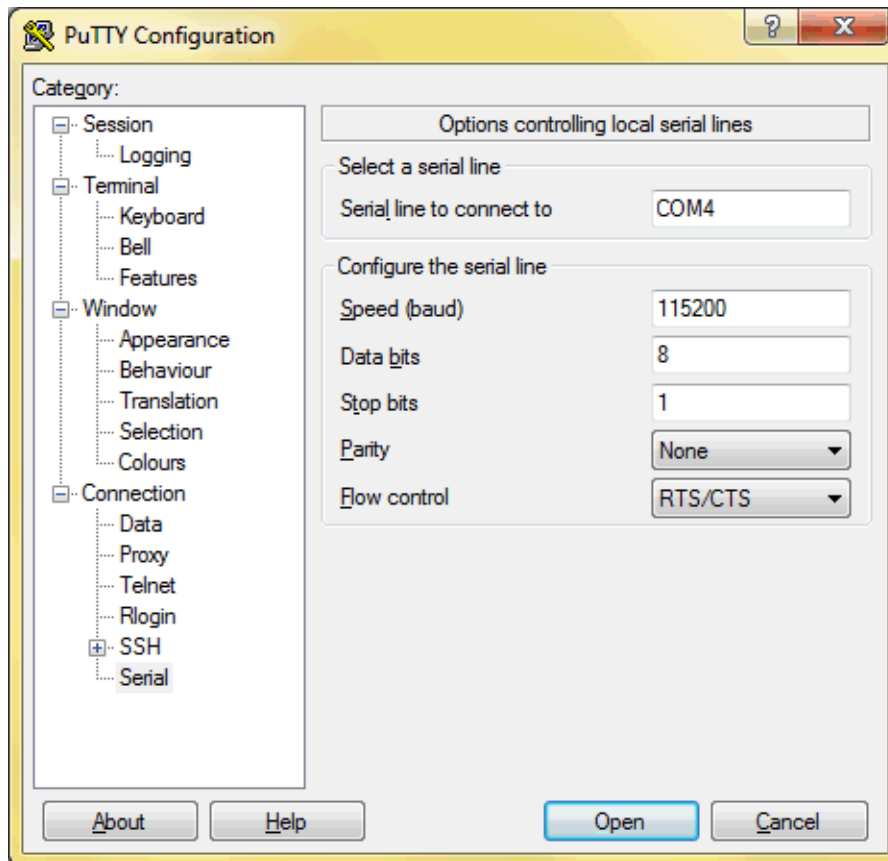 PuTTY Configuration
Category:
Session
Logging
Terminal
Keyboard
Bell
Features
Window
Appearance
Behaviour
Translation
Selection
Colours
Connection
Data
Proxy
Telnet
Rlogin
SSH
Serial
Options controlling local serial lines
Select a serial line
Serial line to connect to COM4
Configure the serial line
Speed (baud) 115200
Data bits 8
Stop bits 1
Parity None
Flow control RTS/CTS
About Help Open Cancel